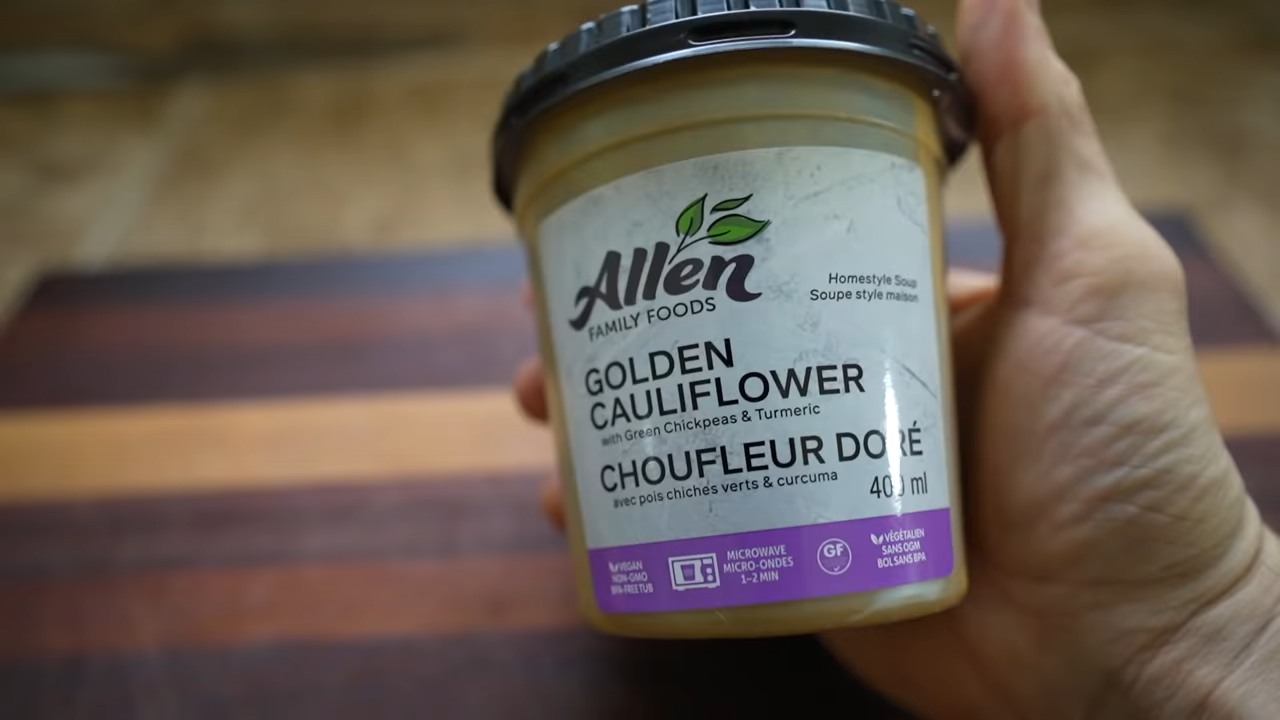 Allen
FAMILY FOODS
Homestyle Soup
Soupe style maison
GOLDEN
CAULIFLOWER
with Green Chickpeas & Turmeric
CHOUFLEUR DORÉ
avec pois chiches verts & curcuma
400 ml
VEGAN
NON-GMO
BPA-FREE TUB
MICROWAVE
MICRO-ONDES
1-2 MIN
GF
VÉGÉTALIEN
SANS OGM
BOL SANS BPA